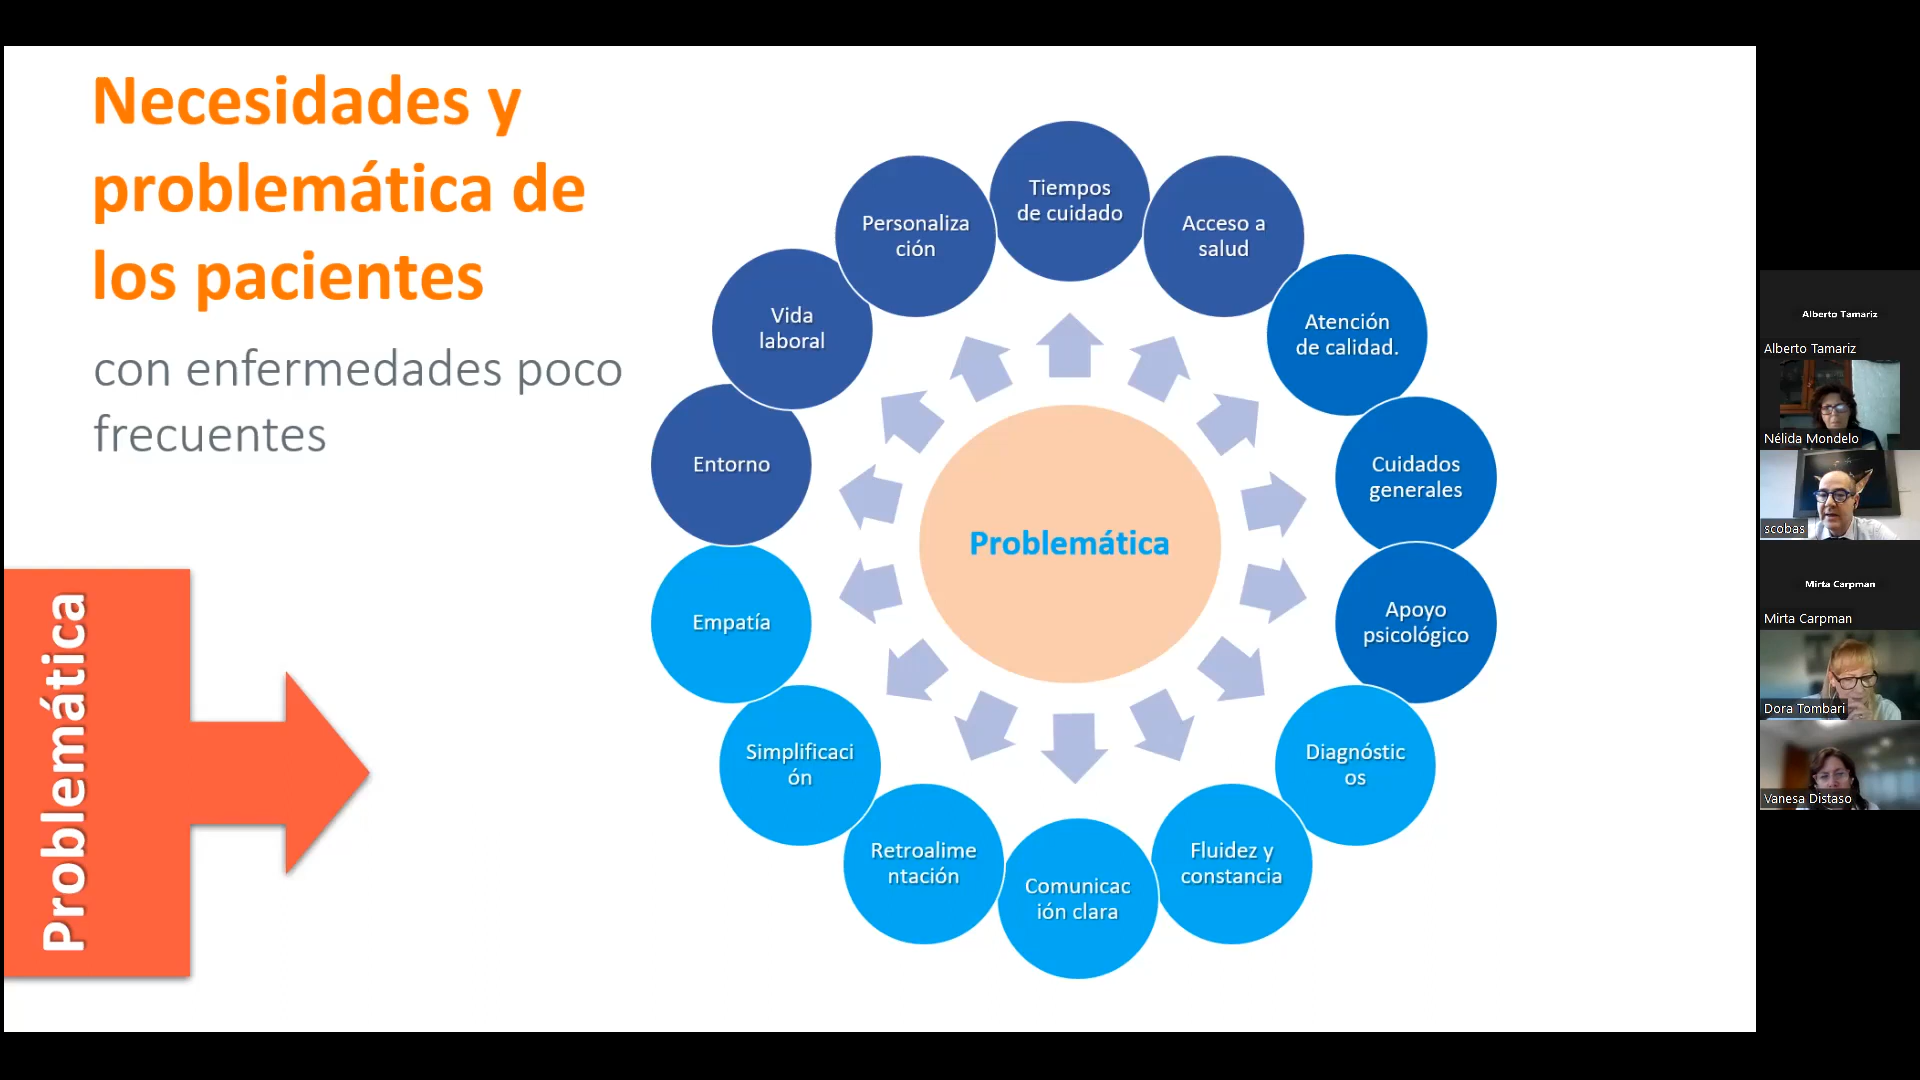 Necesidades y
problemática de
los pacientes
con enfermedades poco
frecuentes
Problemática
Tiempos
de cuidado
Acceso a
salud
Atención
de calidad.
Cuidados
generales
Apoyo
psicológico
Diagnóstic
os
Fluidez y
constancia
Comunicac
ión clara
Retroalime
ntación
Simplificaci
ón
Empatía
Entorno
Vida
laboral
Personaliza
ción
Problemática
Alberto Tamariz
Alberto Tamariz
Nélida Mondelo
scobas
Mirta Carpman
Mirta Carpman
Dora Tombari
Vanesa Distaso